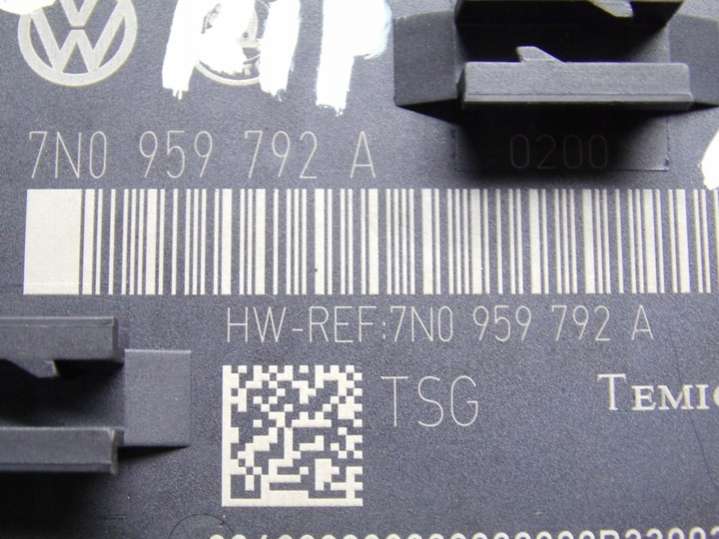 7N0 959 792 A 0200
HW-REF:7N0 959 792 A
TSG TEMIC